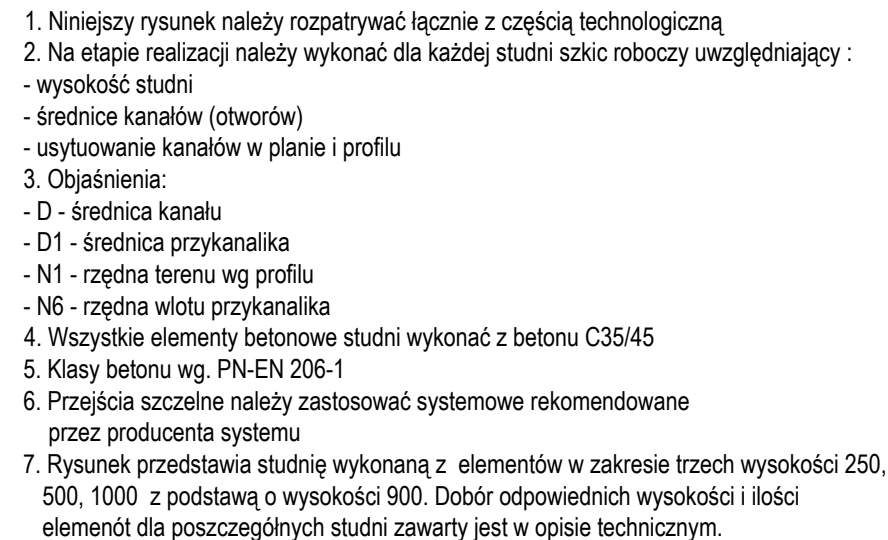 1. Niniejszy rysunek należy rozpatrywać łącznie z częścią technologiczną
2. Na etapie realizacji należy wykonać dla każdej studni szkic roboczy uwzględniający :
- wysokość studni
- średnice kanałów (otworów)
- usytuowanie kanałów w planie i profilu
3. Objaśnienia:
- D - średnica kanału
- D1 - średnica przykanalika
- N1 - rzędna terenu wg profilu
- N6 - rzędna wlotu przykanalika
4. Wszystkie elementy betonowe studni wykonać z betonu C35/45
5. Klasy betonu wg. PN-EN 206-1
6. Przejścia szczelne należy zastosować systemowe rekomendowane
przez producenta systemu
7. Rysunek przedstawia studnię wykonaną z elementów w zakresie trzech wysokości 250,
500, 1000 z podstawą o wysokości 900. Dobór odpowiednich wysokości i ilości
elemenót dla poszczególnych studni zawarty jest w opisie technicznym.